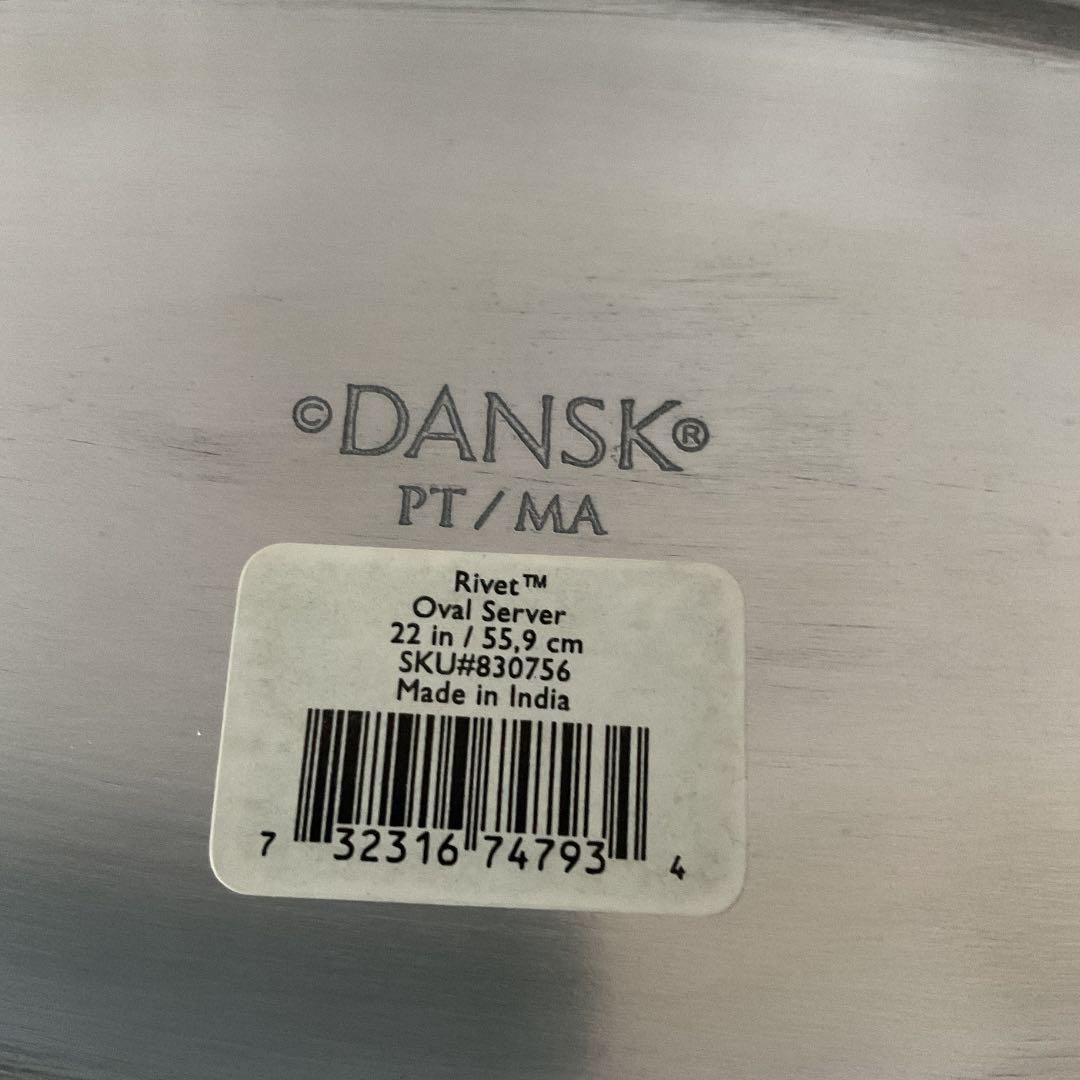 ©DANSK®
PT/MA
Rivet™
Oval Server
22 in / 55,9 cm
SKU#830756
Made in India
7 32316 74793 4